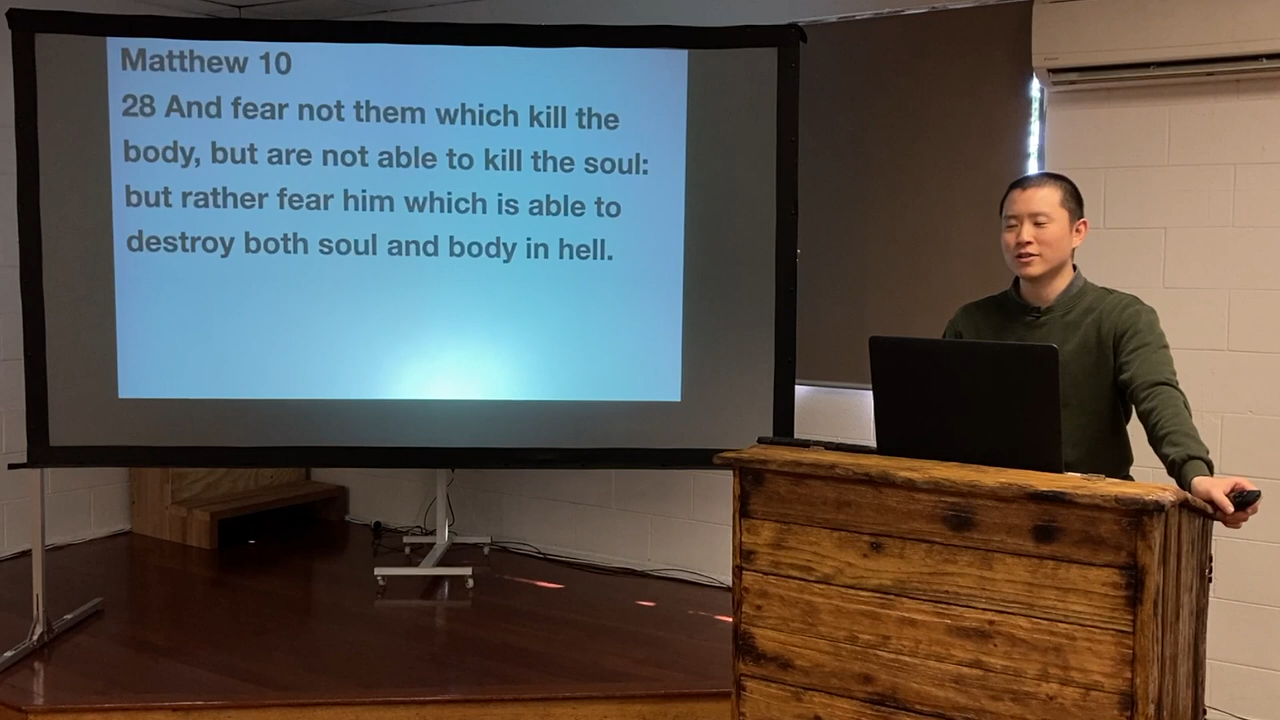 Matthew 10
28 And fear not them which kill the
body, but are not able to kill the soul:
but rather fear him which is able to
destroy both soul and body in hell.